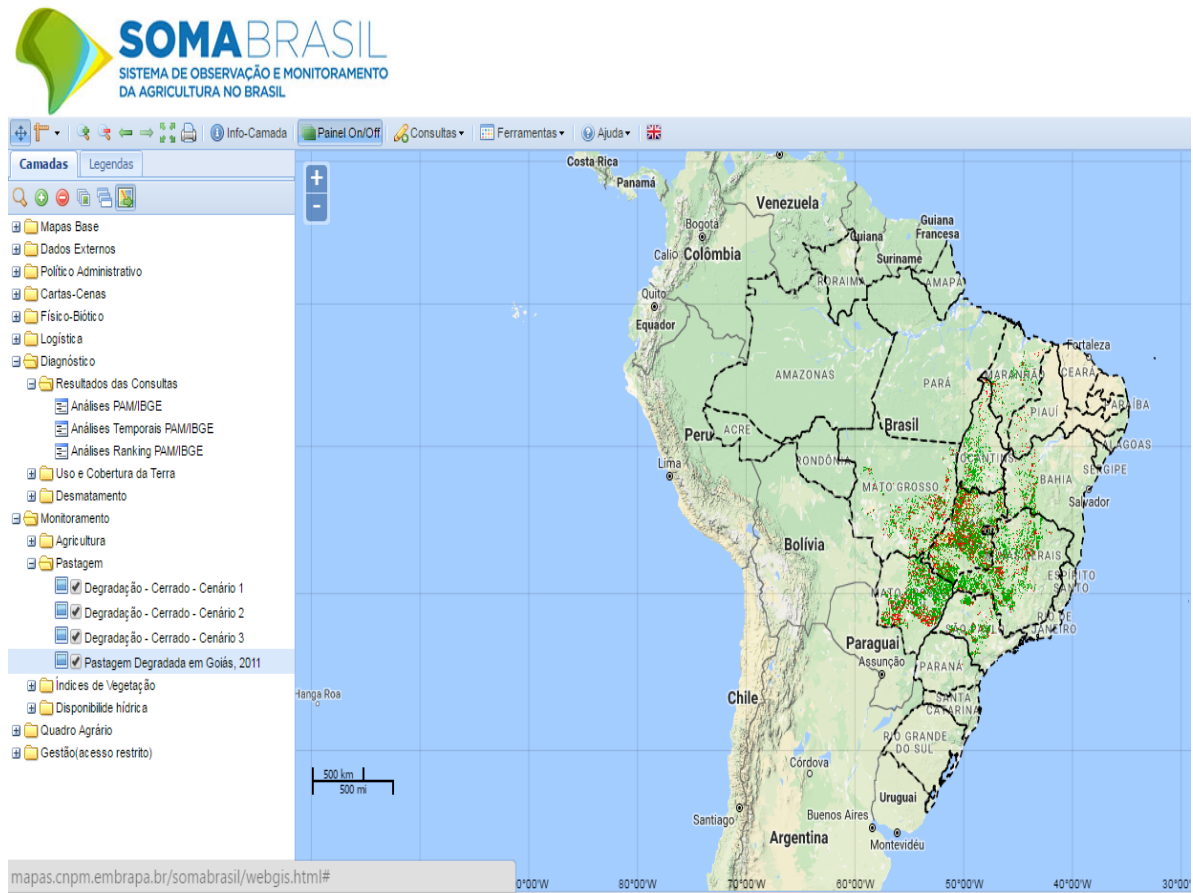 SOMABRASIL
SISTEMA DE OBSERVAÇÃO E MONITORAMENTO
DA AGRICULTURA NO BRASIL
Info-Camada Painel On/Off Consultas Ferramentas Ajuda
Camadas Legendas
Mapas Base
Dados Externos
Político Administrativo
Cartas-Cenas
Físico-Biótico
Logística
Diagnóstico
Resultados das Consultas
Análises PAM/IBGE
Análises Temporais PAM/IBGE
Análises Ranking PAM/IBGE
Uso e Cobertura da Terra
Desmatamento
Monitoramento
Agricultura
Pastagem
Degradação - Cerrado - Cenário 1
Degradação - Cerrado - Cenário 2
Degradação - Cerrado - Cenário 3
Pastagem Degradada em Goiás, 2011
Índices de Vegetação
Disponibilide hídrica
Quadro Agrário
Gestão(acesso restrito)
mapas.cnpm.embrapa.br/somabrasil/webgis.html#
+
-
Costa Rica
Panamá
Venezuela
Bogotá
Guiana
Francesa
Guiana
Cali
Colômbia
Suriname
RORAIMA
AMAPÁ
Quito
Equador
Fortaleza
AMAZONAS
PARÁ
MARANHÃO
CEARÁ
PIAUÍ
PARAÍBA
Brasil
Peru
ACRE
ALAGOAS
Lima
RONDÔNIA
TOCANTINS
SERGIPE
MATO GROSSO
BAHIA
Salvador
Bolívia
ESPÍRITO
SANTO
RIO DE
JANEIRO
SÃO PAULO
Paraguai
Assunção
PARANÁ
Hanga Roa
Chile
SANTA
CATARINA
RIO GRANDE
DO SUL
Córdova
500 km
500 mi
Uruguai
Santiago
Buenos Aires
Argentina
Montevidéu
80°00'W 70°00'W 60°00'W 50°00'W 40°00'W